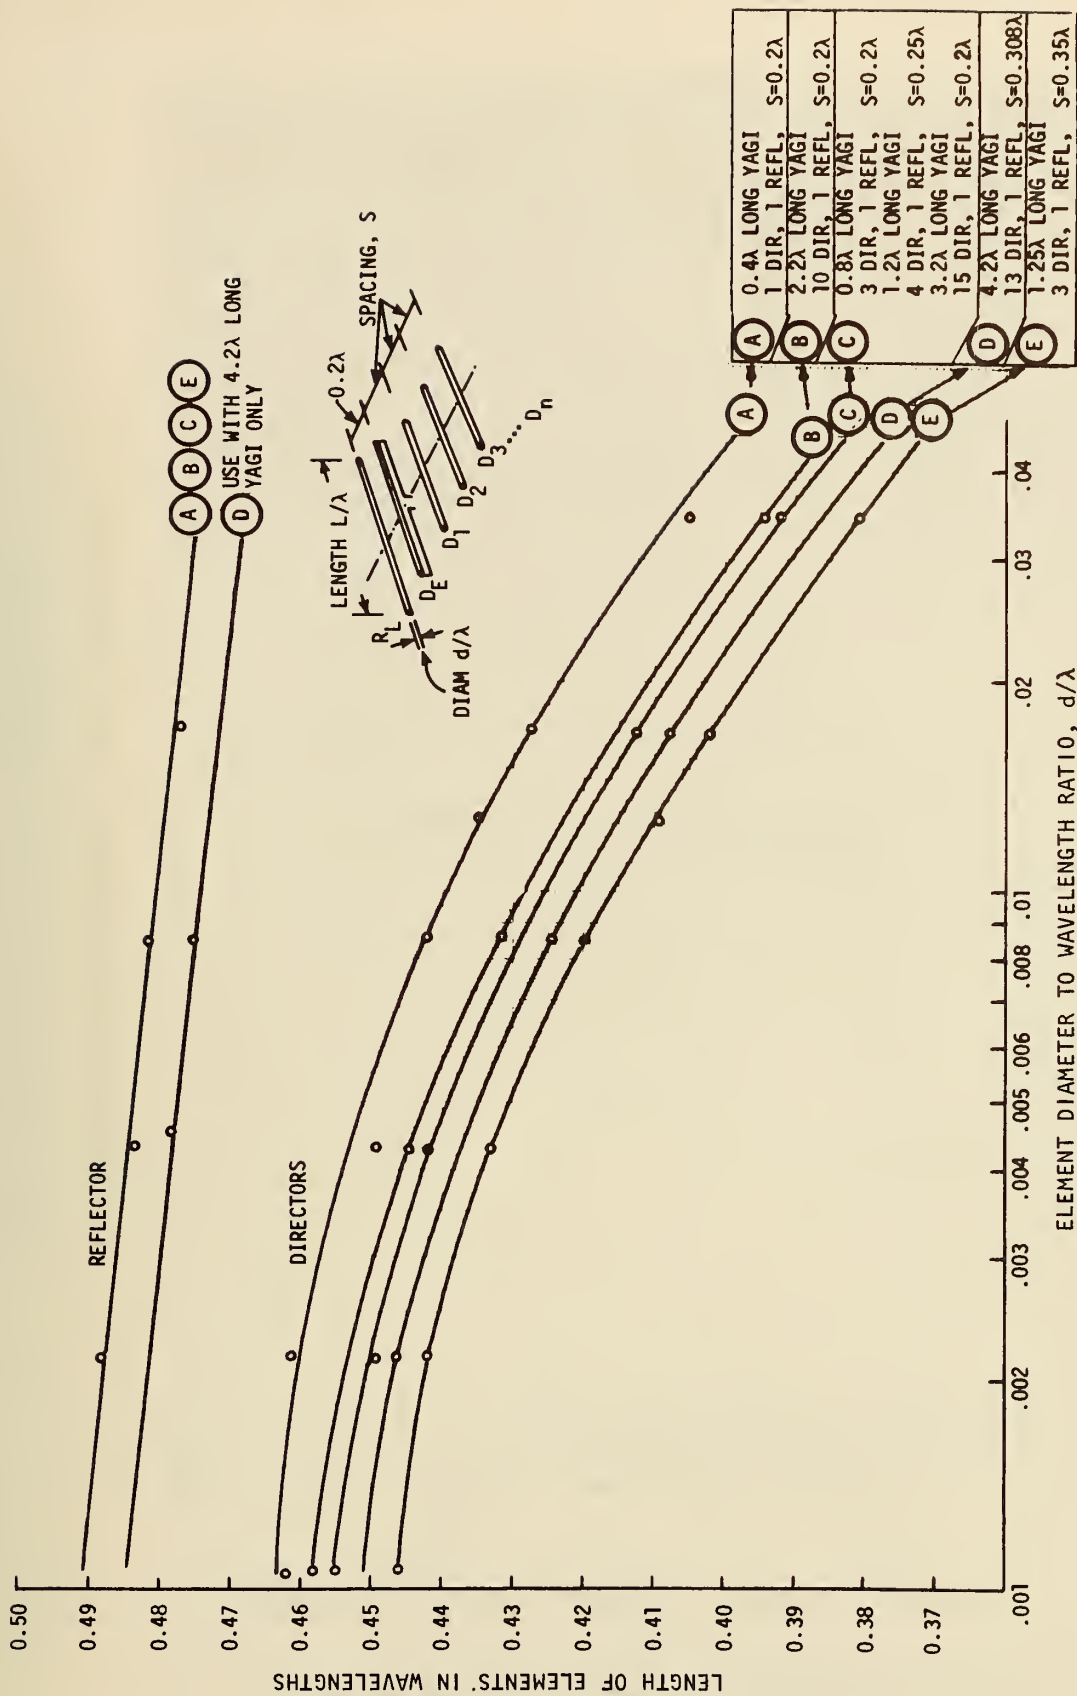 LENGTH OF ELEMENTS IN WAVELENGTHS
0.50
0.49
0.48
0.47
0.46
0.45
0.44
0.43
0.42
0.41
0.40
0.39
0.38
0.37
REFLECTOR
A B C E
D USE WITH 4.2λ LONG
YAGI ONLY
DIRECTORS
LENGTH L/λ
0.2λ
SPACING, S
DIAM d/λ
RL
DE
D1
D2
D3
Dn
A
B
C
D
E
A 0.4λ LONG YAGI
1 DIR, 1 REFL, S=0.2λ
B 2.2λ LONG YAGI
10 DIR, 1 REFL, S=0.2λ
C 0.8λ LONG YAGI
3 DIR, 1 REFL, S=0.2λ
1.2λ LONG YAGI
4 DIR, 1 REFL, S=0.25λ
3.2λ LONG YAGI
15 DIR, 1 REFL, S=0.2λ
D 4.2λ LONG YAGI
13 DIR, 1 REFL, S=0.308λ
E 1.25λ LONG YAGI
3 DIR, 1 REFL, S=0.35λ
.001 .002 .003 .004 .005 .006 .008 .01 .02 .03 .04
ELEMENT DIAMETER TO WAVELENGTH RATIO, d/λ